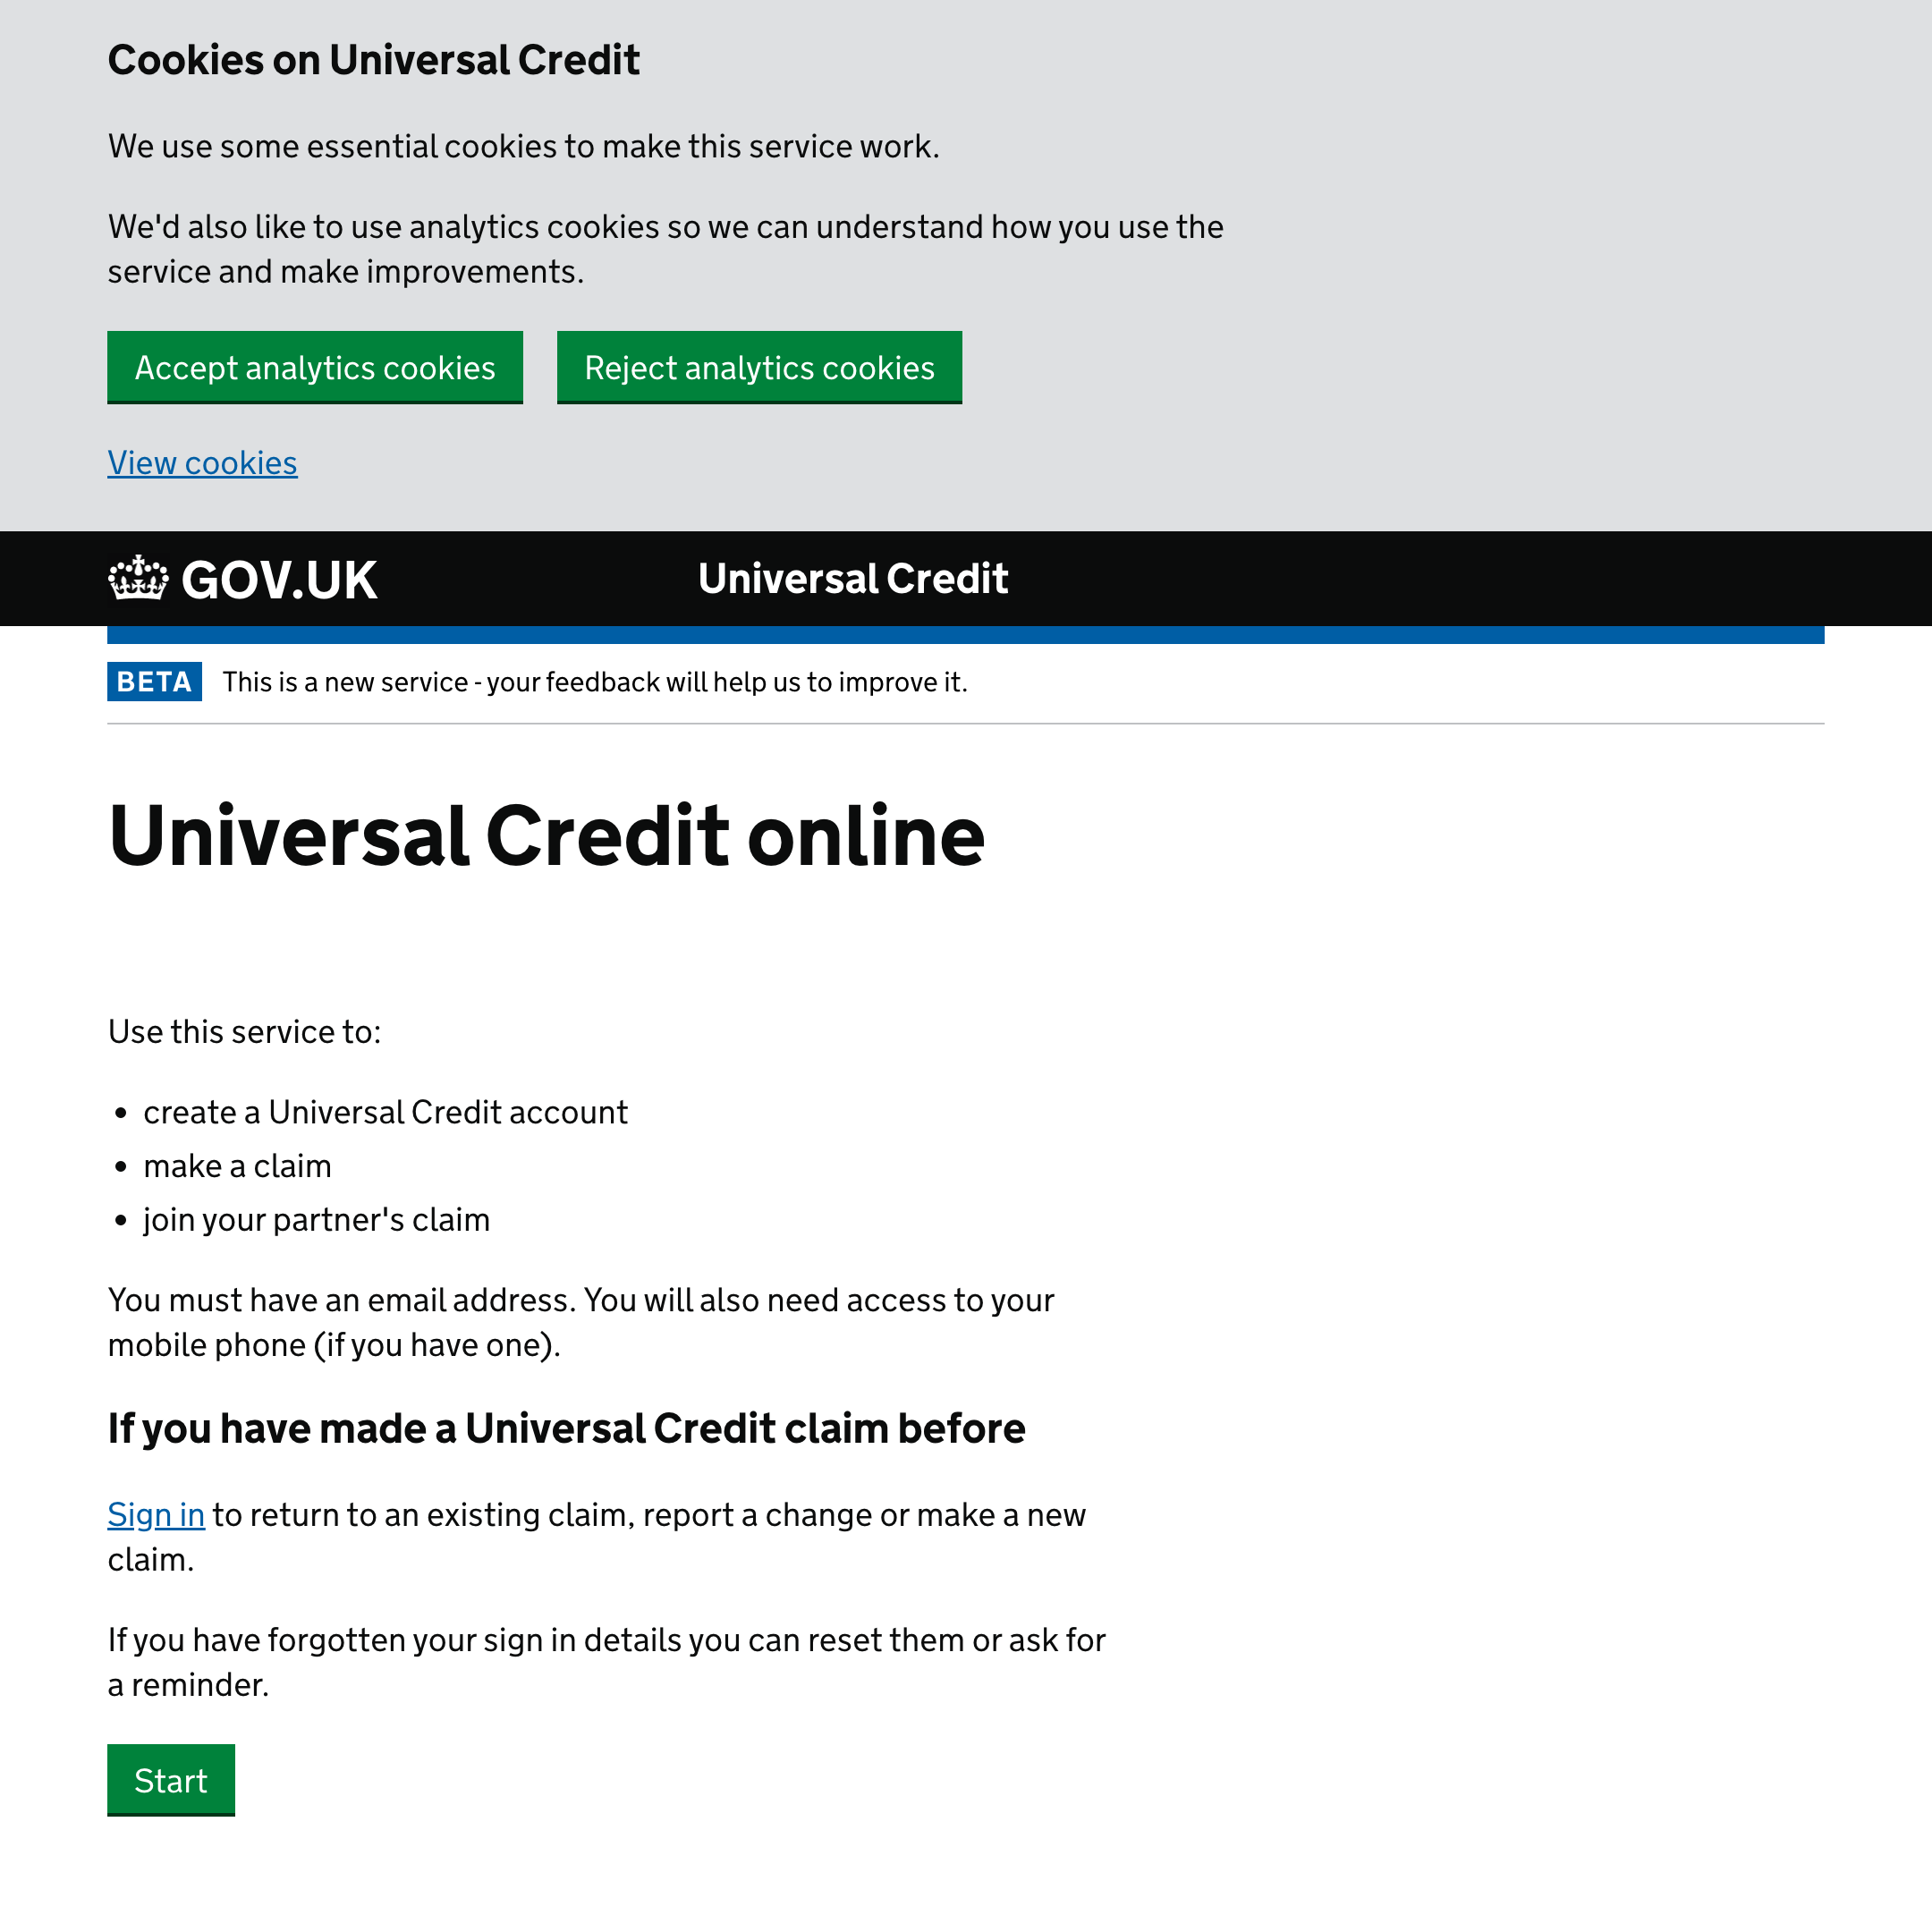 Cookies on Universal Credit
We use some essential cookies to make this service work.
We'd also like to use analytics cookies so we can understand how you use the
service and make improvements.
Accept analytics cookies
Reject analytics cookies
View cookies
GOV.UK
Universal Credit
BETA
This is a new service - your feedback will help us to improve it.
Universal Credit online
Use this service to:
• create a Universal Credit account
• make a claim
• join your partner's claim
You must have an email address. You will also need access to your
mobile phone (if you have one).
If you have made a Universal Credit claim before
Sign in to return to an existing claim, report a change or make a new
claim.
If you have forgotten your sign in details you can reset them or ask for
a reminder.
Start